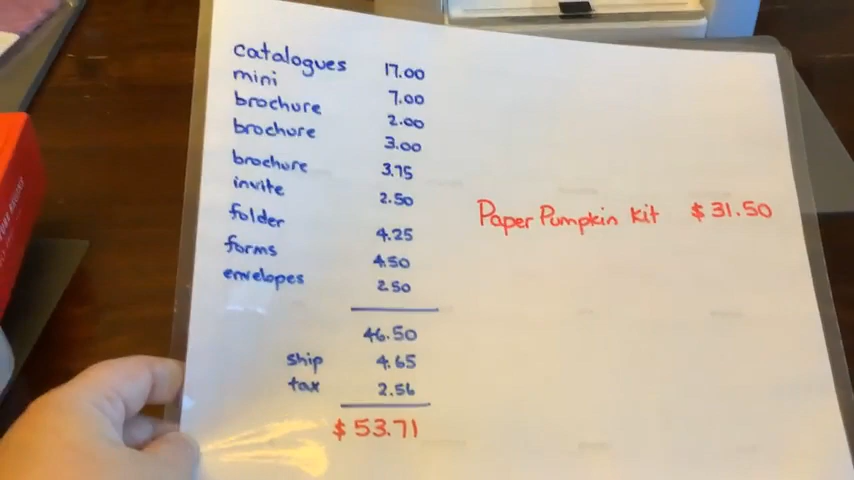 catalogues 17.00
mini 7.00
brochure 2.00
brochure 3.00
brochure 3.75
invite 2.50
folder 4.25
forms 4.50
envelopes 2.50
46.50
ship 4.65
tax 2.56
$ 53.71
Paper Pumpkin kit $ 31.50